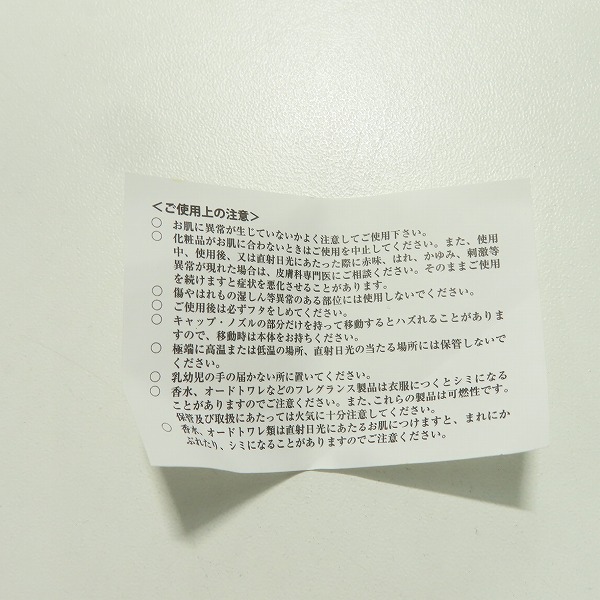 ＜ご使用上の注意＞
○ お肌に異常が生じていないかよく注意してご使用下さい。
○ 化粧品がお肌に合わないときはご使用を中止してください。また、使用
中、使用後、又は直射日光にあたった際に赤味、はれ、かゆみ、刺激等
異常が現れた場合は、皮膚科専門医にご相談ください。そのままご使用
を続けますと症状を悪化させることがあります。
○ 傷やはれもの湿しん等異常のある部位には使用しないでください。
○ ご使用後は必ずフタをしめてください。
○ キャップ・ノズルの部分だけを持って移動するとハズれることがありま
すので、移動時は本体をお持ちください。
○ 極端に高温または低温の場所、直射日光の当たる場所には保管しないで
ください。
○ 乳幼児の手の届かない所に置いてください。
○ 香水、オードトワレなどのフレグランス製品は衣服につくとシミになる
ことがありますのでご注意ください。また、これらの製品は可燃性です。
保管及び取扱にあたっては火気に十分注意してください。
○ 香水、オードトワレ類は直射日光にあたるお肌につけますと、まれにか
ぶれたり、シミになることがありますのでご注意ください。